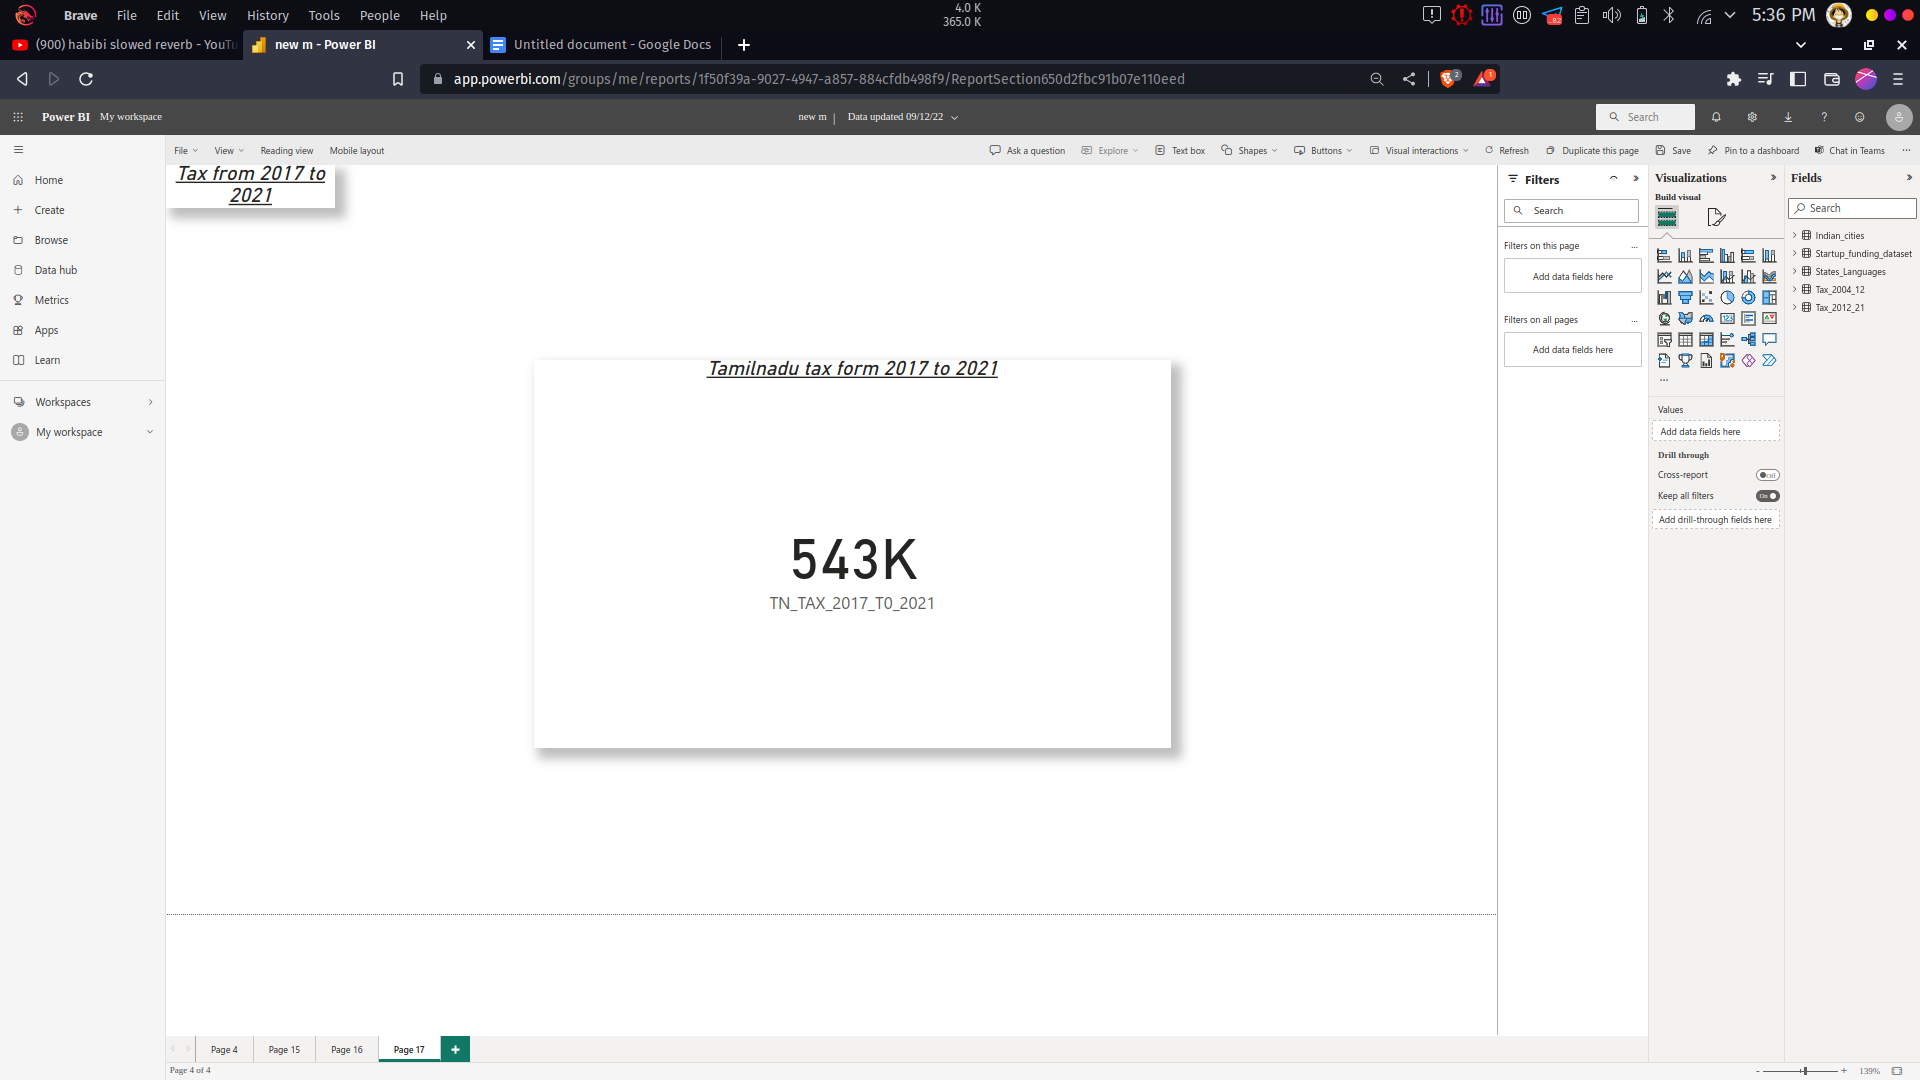 Brave File Edit View History Tools People Help
4.0 K
365.0 K
82
5:36 PM
(900) habibi slowed reverb - YouTu
new m - Power BI
Untitled document - Google Docs
app.powerbi.com/groups/me/reports/1f50f39a-9027-4947-a857-884cfdb498f9/ReportSection650d2fbc91b07e110eed
2
1
Power BI My workspace
new m | Data updated 09/12/22
Search
File View Reading view Mobile layout
Ask a question Explore Text box Shapes Buttons Visual interactions Refresh Duplicate this page Save Pin to a dashboard Chat in Teams ...
Home
Create
Browse
Data hub
Metrics
Apps
Learn
Workspaces
My workspace
Tax from 2017 to
2021
Tamilnadu tax form 2017 to 2021
543K
TN_TAX_2017_T0_2021
Filters
Search
Filters on this page ...
Add data fields here
Filters on all pages ...
Add data fields here
Visualizations
Build visual
123
...
Values
Add data fields here
Drill through
Cross-report Off
Keep all filters On
Add drill-through fields here
Fields
Search
Indian_cities
Startup_funding_dataset
States_Languages
Tax_2004_12
Tax_2012_21
Page 4 Page 15 Page 16 Page 17 +
Page 4 of 4
- + 139%